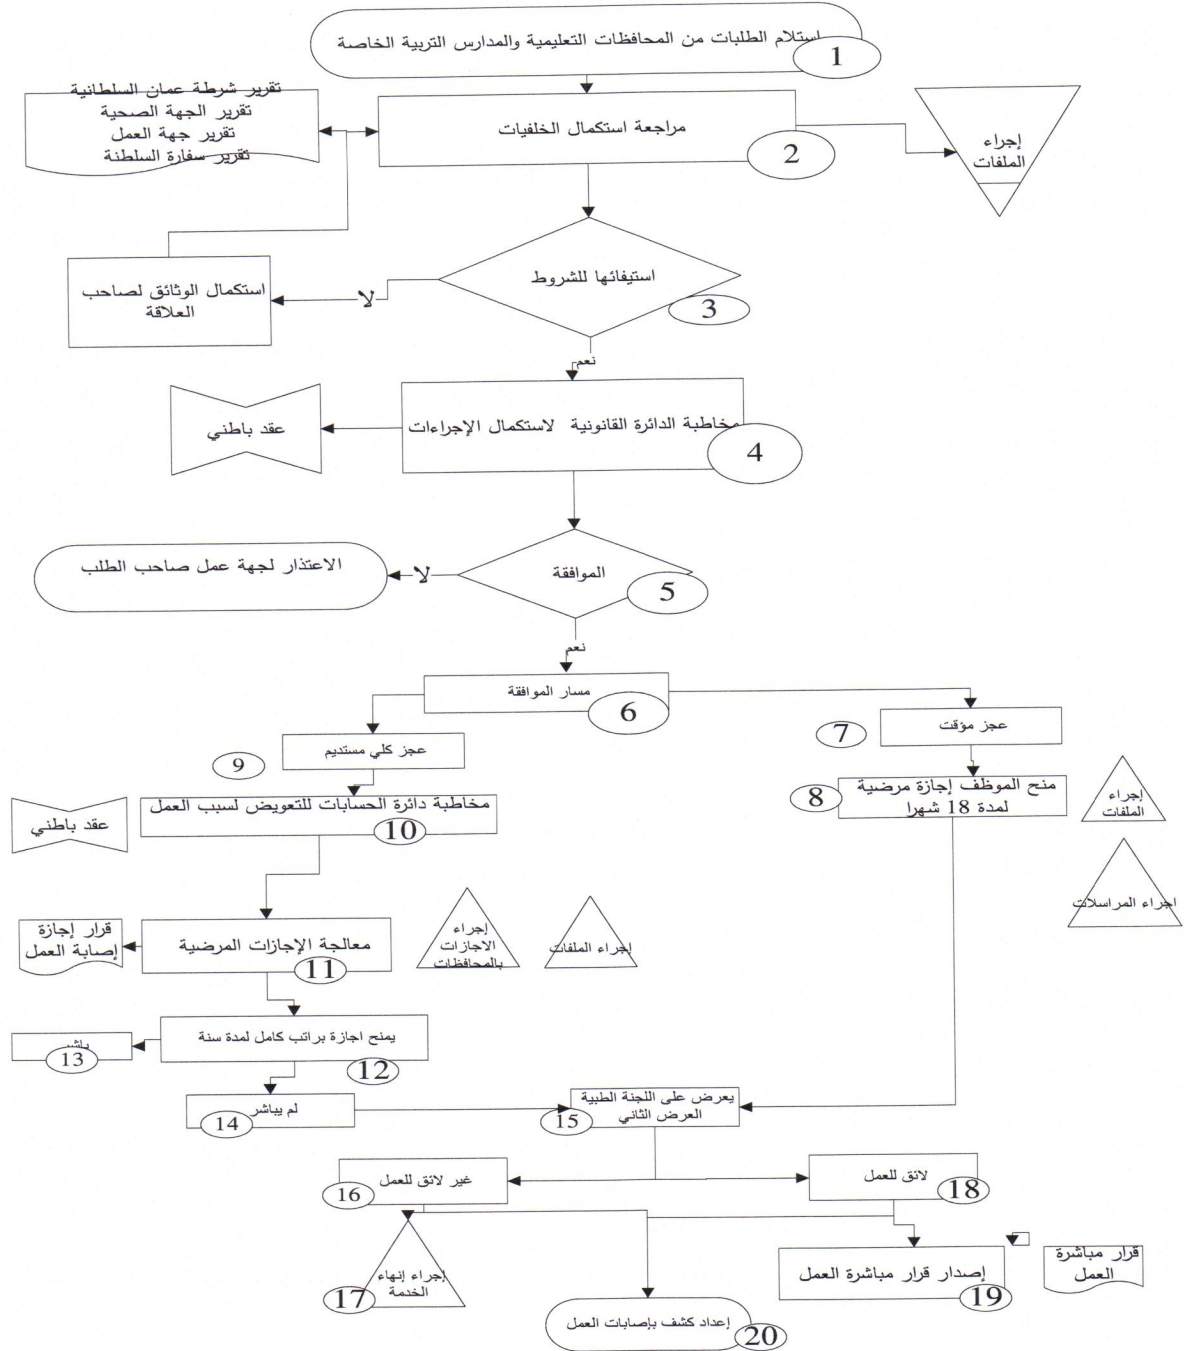 استلام الطلبات من المحافظات التعليمية والمدارس التربية الخاصة
1
تقرير شرطة عمان السلطانية
تقرير الجهة الصحية
تقرير جهة العمل
تقرير سفارة السلطنة
مراجعة استكمال الخلفيات
2
إجراء
الملفات
استيفائها للشروط
3
لا
استكمال الوثائق لصاحب
العلاقة
نعم
مخاطبة الدائرة القانونية لاستكمال الإجراءات
4
عقد باطني
الموافقة
5
لا
الاعتذار لجهة عمل صاحب الطلب
نعم
مسار الموافقة
6
عجز مؤقت
7
عجز كلي مستديم
9
منح الموظف إجازة مرضية
لمدة 18 شهرا
8
إجراء
الملفات
مخاطبة دائرة الحسابات للتعويض لسبب العمل
10
عقد باطني
اجراء المراسلات
قرار إجازة
إصابة العمل
معالجة الإجازات المرضية
11
إجراء
الاجازات
بالمحافظات
إجراء الملفات
يمنح اجازة براتب كامل لمدة سنة
12
13
لم يباشر
14
يعرض على اللجنة الطبية
العرض الثاني
15
غير لائق للعمل
16
لائق للعمل
18
إجراء إنهاء
الخدمة
17
إصدار قرار مباشرة العمل
19
قرار مباشرة
العمل
إعداد كشف بإصابات العمل
20